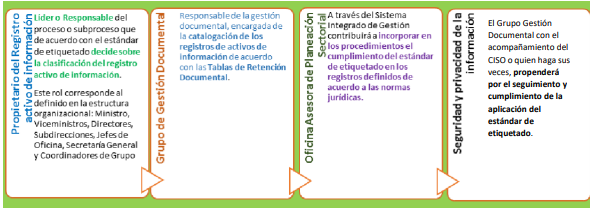 Propietario del Registro
activo de Información
Líder o Responsable del
proceso o subproceso que
de acuerdo con el estándar
de etiquetado decide sobre
la clasificación del registro
activo de información.
Este rol corresponde al
definido en la estructura
organizacional: Ministro,
Viceministros, Directores,
Subdirecciones, Jefes de
Oficina, Secretaría General
y Coordinadores de Grupo
Grupo de Gestión Documental
Responsable de la gestión
documental, encargada de
la catalogación de los
registros de activos de
información de acuerdo
con las Tablas de Retención
Documental.
Oficina Asesora de Planeación
Sectorial
A través del Sistema
Integrado de Gestión
contribuirá a incorporar en
los procedimientos el
cumplimiento del estándar
de etiquetado en los
registros definidos de
acuerdo a las normas
jurídicas.
Seguridad y privacidad de la
información
El Grupo Gestión
Documental con el
acompañamiento del
CISO o quien haga sus
veces, propenderá
por el seguimiento y
cumplimiento de la
aplicación del
estándar de
etiquetado.